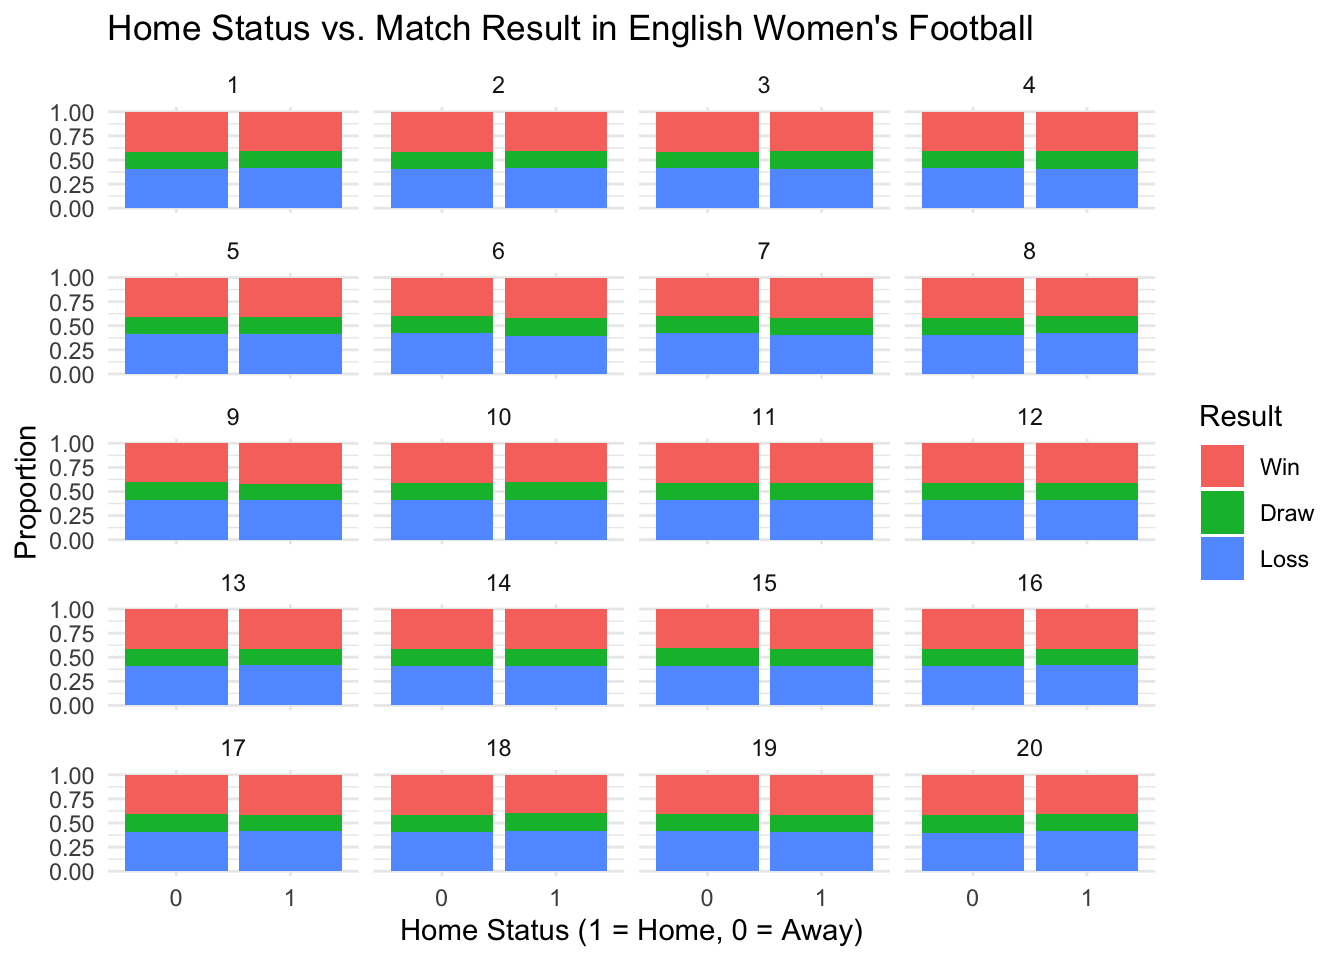 Home Status vs. Match Result in English Women's Football
1 2 3 4
1.00
0.75
0.50
0.25
0.00
5 6 7 8
1.00
0.75
0.50
0.25
0.00
9 10 11 12
1.00
0.75
0.50
0.25
0.00
13 14 15 16
1.00
0.75
0.50
0.25
0.00
17 18 19 20
1.00
0.75
0.50
0.25
0.00
0 1 0 1 0 1 0 1
Home Status (1 = Home, 0 = Away)
Proportion
Result
Win
Draw
Loss